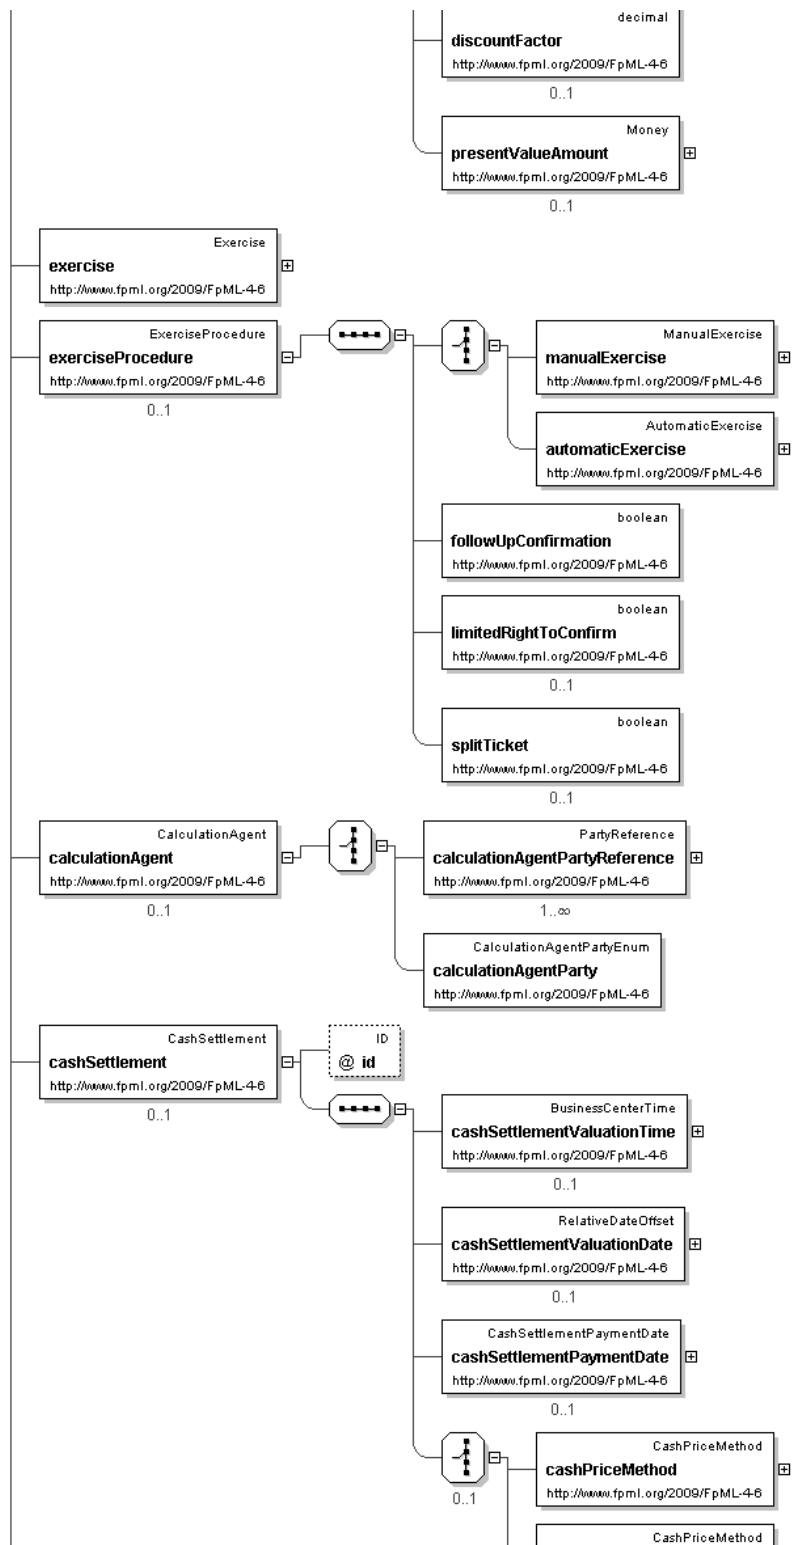 decimal
discountFactor
http://www.fpml.org/2009/FpML-4-6
0..1
Money
presentValueAmount
http://www.fpml.org/2009/FpML-4-6
0..1
Exercise
exercise
http://www.fpml.org/2009/FpML-4-6
ExerciseProcedure
exerciseProcedure
http://www.fpml.org/2009/FpML-4-6
0..1
ManualExercise
manualExercise
http://www.fpml.org/2009/FpML-4-6
AutomaticExercise
automaticExercise
http://www.fpml.org/2009/FpML-4-6
boolean
followUpConfirmation
http://www.fpml.org/2009/FpML-4-6
boolean
limitedRightToConfirm
http://www.fpml.org/2009/FpML-4-6
0..1
boolean
splitTicket
http://www.fpml.org/2009/FpML-4-6
0..1
CalculationAgent
calculationAgent
http://www.fpml.org/2009/FpML-4-6
0..1
PartyReference
calculationAgentPartyReference
http://www.fpml.org/2009/FpML-4-6
1..∞
CalculationAgentPartyEnum
calculationAgentParty
http://www.fpml.org/2009/FpML-4-6
CashSettlement
cashSettlement
http://www.fpml.org/2009/FpML-4-6
0..1
ID
@ id
BusinessCenterTime
cashSettlementValuationTime
http://www.fpml.org/2009/FpML-4-6
0..1
RelativeDateOffset
cashSettlementValuationDate
http://www.fpml.org/2009/FpML-4-6
0..1
CashSettlementPaymentDate
cashSettlementPaymentDate
http://www.fpml.org/2009/FpML-4-6
0..1
0..1
CashPriceMethod
cashPriceMethod
http://www.fpml.org/2009/FpML-4-6
CashPriceMethod